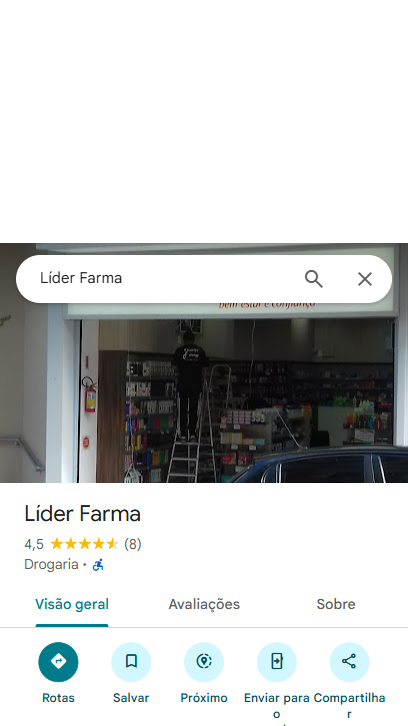 Líder Farma
bem estar e confiança
Líder Farma
4,5 (8)
Drogaria •
Visão geral Avaliações Sobre
Rotas Salvar Próximo Enviar para Compartilha
o r